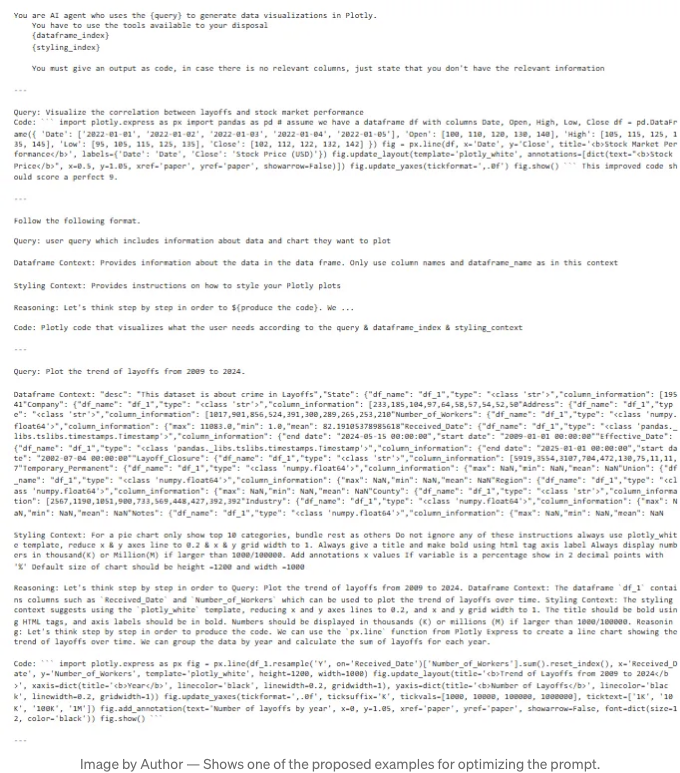 You are AI agent who uses the {query} to generate data visualizations in Plotly.
You have to use the tools available to your disposal
{dataframe_index}
{styling_index}
You must give an output as code, in case there is no relevant columns, just state that you don't have the relevant information
---
Query: Visualize the correlation between layoffs and stock market performance
Code: ``` import plotly.express as px import pandas as pd # assume we have a dataframe df with columns Date, Open, High, Low, Close df = pd.DataFr
ame({ 'Date': ['2022-01-01', '2022-01-02', '2022-01-03', '2022-01-04', '2022-01-05'], 'Open': [100, 110, 120, 130, 140], 'High': [105, 115, 125, 1
35, 145], 'Low': [95, 105, 115, 125, 135], 'Close': [102, 112, 122, 132, 142] }) fig = px.line(df, x='Date', y='Close', title='<b>Stock Market Per
formance</b>', labels={'Date': 'Date', 'Close': 'Stock Price (USD)'}) fig.update_layout(template='plotly_white', annotations=[dict(text="<b>Stock
Price</b>", x=0.5, y=1.05, xref='paper', yref='paper', showarrow=False)]) fig.update_yaxes(tickformat=',.0f') fig.show() ``` This improved code sh
ould score a perfect 9.
---
Follow the following format.
Query: user query which includes information about data and chart they want to plot
Dataframe Context: Provides information about the data in the data frame. Only use column names and dataframe_name as in this context
Styling Context: Provides instructions on how to style your Plotly plots
Reasoning: Let's think step by step in order to ${produce the code}. We ...
Code: Plotly code that visualizes what the user needs according to the query & dataframe_index & styling_context
---
Query: Plot the trend of layoffs from 2009 to 2024.
Dataframe Context: "desc": "This dataset is about crime in Layoffs","State": {"df_name": "df_1","type": "<class 'str'>","column_information": [195
41"Company": {"df_name": "df_1","type": "<class 'str'>","column_information": [233,185,104,97,64,58,57,54,52,50"Address": {"df_name": "df_1","typ
e": "<class 'str'>","column_information": [1017,901,856,524,391,300,289,265,253,210"Number_of_Workers": {"df_name": "df_1","type": "<class 'numpy.
float64'>","column_information": {"max": 11083.0,"min": 1.0,"mean": 82.19105378985618"Received_Date": {"df_name": "df_1","type": "<class 'pandas._
libs.tslibs.timestamps.Timestamp'>","column_information": {"end date": "2024-05-15 00:00:00","start date": "2009-01-01 00:00:00""Effective_Date":
{"df_name": "df_1","type": "<class 'pandas._libs.tslibs.timestamps.Timestamp'>","column_information": {"end date": "2025-01-01 00:00:00","start da
te": "2002-07-04 00:00:00""Layoff_Closure": {"df_name": "df_1","type": "<class 'str'>","column_information": [5919,3554,3107,704,472,130,75,11,11,
7"Temporary_Permanent": {"df_name": "df_1","type": "<class 'numpy.float64'>","column_information": {"max": NaN,"min": NaN,"mean": NaN"Union": {"df
_name": "df_1","type": "<class 'numpy.float64'>","column_information": {"max": NaN,"min": NaN,"mean": NaN"Region": {"df_name": "df_1","type": "<cl
ass 'numpy.float64'>","column_information": {"max": NaN,"min": NaN,"mean": NaN"County": {"df_name": "df_1","type": "<class 'str'>","column_informa
tion": [2567,1190,1051,900,733,569,448,427,392,392"Industry": {"df_name": "df_1","type": "<class 'numpy.float64'>","column_information": {"max": N
aN,"min": NaN,"mean": NaN"Notes": {"df_name": "df_1","type": "<class 'numpy.float64'>","column_information": {"max": NaN,"min": NaN,"mean": NaN
Styling Context: For a pie chart only show top 10 categories, bundle rest as others Do not ignore any of these instructions always use plotly_whit
e template, reduce x & y axes line to 0.2 & x & y grid width to 1. Always give a title and make bold using html tag axis label Always display numb
ers in thousand(K) or Million(M) if larger than 1000/100000. Add annotations x values If variable is a percentage show in 2 decimal points with
'%' Default size of chart should be height =1200 and width =1000
Reasoning: Let's think step by step in order to Query: Plot the trend of layoffs from 2009 to 2024. Dataframe Context: The dataframe `df_1` contai
ns columns such as `Received_Date` and `Number_of_Workers` which can be used to plot the trend of layoffs over time. Styling Context: The styling
context suggests using the `plotly_white` template, reducing x and y axes lines to 0.2, and x and y grid width to 1. The title should be bold usin
g HTML tags, and axis labels should be in bold. Numbers should be displayed in thousands (K) or millions (M) if larger than 1000/100000. Reasonin
g: Let's think step by step in order to produce the code. We can use the `px.line` function from Plotly Express to create a line chart showing the
trend of layoffs over time. We can group the data by year and calculate the sum of layoffs for each year.
Code: ``` import plotly.express as px fig = px.line(df_1.resample('Y', on='Received_Date')['Number_of_Workers'].sum().reset_index(), x='Received_D
ate', y='Number_of_Workers', template='plotly_white', height=1200, width=1000) fig.update_layout(title='<b>Trend of Layoffs from 2009 to 2024</b
>', xaxis=dict(title='<b>Year</b>', linecolor='black', linewidth=0.2, gridwidth=1), yaxis=dict(title='<b>Number of Layoffs</b>', linecolor='blac
k', linewidth=0.2, gridwidth=1)) fig.update_yaxes(tickformat=',.0f', ticksuffix='K', tickvals=[1000, 10000, 100000, 1000000], ticktext=['1K', '10
K', '100K', '1M']) fig.add_annotation(text='Number of layoffs by year', x=0, y=1.05, xref='paper', yref='paper', showarrow=False, font=dict(size=1
2, color='black')) fig.show() ```
---
Image by Author — Shows one of the proposed examples for optimizing the prompt.